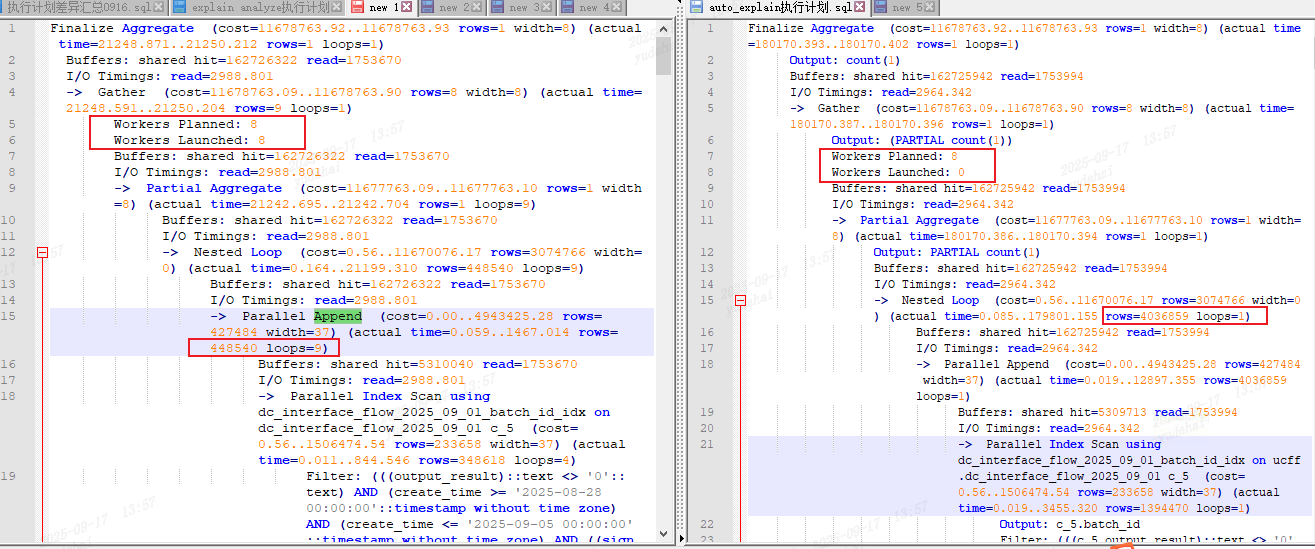 执行计划差异汇总0916.sql
explain analyze执行计划
new 1
new 2
new 3
new 4
1 Finalize Aggregate (cost=11678763.92..11678763.93 rows=1 width=8) (actual
time=21248.871..21250.212 rows=1 loops=1)
2 Buffers: shared hit=162726322 read=1753670
3 I/O Timings: read=2988.801
4 -> Gather (cost=11678763.09..11678763.90 rows=8 width=8) (actual time=
21248.591..21250.204 rows=9 loops=1)
5 Workers Planned: 8
6 Workers Launched: 8
7 Buffers: shared hit=162726322 read=1753670
8 I/O Timings: read=2988.801
9 -> Partial Aggregate (cost=11677763.09..11677763.10 rows=1 width
=8) (actual time=21242.695..21242.704 rows=1 loops=9)
10 Buffers: shared hit=162726322 read=1753670
11 I/O Timings: read=2988.801
12 -> Nested Loop (cost=0.56..11670076.17 rows=3074766 width=
0) (actual time=0.164..21199.310 rows=448540 loops=9)
13 Buffers: shared hit=162726322 read=1753670
14 I/O Timings: read=2988.801
15 -> Parallel Append (cost=0.00..4943425.28 rows=
427484 width=37) (actual time=0.059..1467.014 rows=
448540 loops=9)
16 Buffers: shared hit=5310040 read=1753670
17 I/O Timings: read=2988.801
18 -> Parallel Index Scan using
dc_interface_flow_2025_09_01_batch_id_idx on
dc_interface_flow_2025_09_01 c_5 (cost=
0.56..1506474.54 rows=233658 width=37) (actual
time=0.011..844.546 rows=348618 loops=4)
19 Filter: (((output_result)::text <> '0'::
text) AND (create_time >= '2025-08-28
00:00:00'::timestamp without time zone)
AND (create_time <= '2025-09-05 00:00:00'
::timestamp without time zone) AND ((sign
auto_explain执行计划.sql
new 5
1 Finalize Aggregate (cost=11678763.92..11678763.93 rows=1 width=8) (actual time
=180170.393..180170.402 rows=1 loops=1)
2 Output: count(1)
3 Buffers: shared hit=162725942 read=1753994
4 I/O Timings: read=2964.342
5 -> Gather (cost=11678763.09..11678763.90 rows=8 width=8) (actual time=
180170.387..180170.396 rows=1 loops=1)
6 Output: (PARTIAL count(1))
7 Workers Planned: 8
8 Workers Launched: 0
9 Buffers: shared hit=162725942 read=1753994
10 I/O Timings: read=2964.342
11 -> Partial Aggregate (cost=11677763.09..11677763.10 rows=1 width=
8) (actual time=180170.386..180170.394 rows=1 loops=1)
12 Output: PARTIAL count(1)
13 Buffers: shared hit=162725942 read=1753994
14 I/O Timings: read=2964.342
15 -> Nested Loop (cost=0.56..11670076.17 rows=3074766 width=0
) (actual time=0.085..179801.155 rows=4036859 loops=1)
16 Buffers: shared hit=162725942 read=1753994
17 I/O Timings: read=2964.342
18 -> Parallel Append (cost=0.00..4943425.28 rows=427484
width=37) (actual time=0.019..12897.355 rows=4036859
loops=1)
19 Buffers: shared hit=5309713 read=1753994
20 I/O Timings: read=2964.342
21 -> Parallel Index Scan using
dc_interface_flow_2025_09_01_batch_id_idx on ucff
.dc_interface_flow_2025_09_01 c_5 (cost=
0.56..1506474.54 rows=233658 width=37) (actual
time=0.019..3455.320 rows=1394470 loops=1)
22 Output: c_5.batch_id
23 Filter: (((c_5.output_result)::text <> '0'